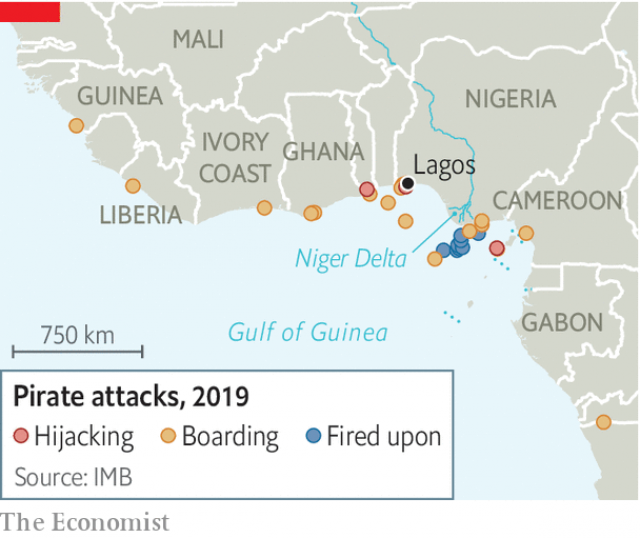 MALI
GUINEA
NIGERIA
IVORY
COAST
GHANA
Lagos
LIBERIA
CAMEROON
Niger Delta
GABON
750 km
Gulf of Guinea
Pirate attacks, 2019
Hijacking Boarding Fired upon
Source: IMB
The Economist